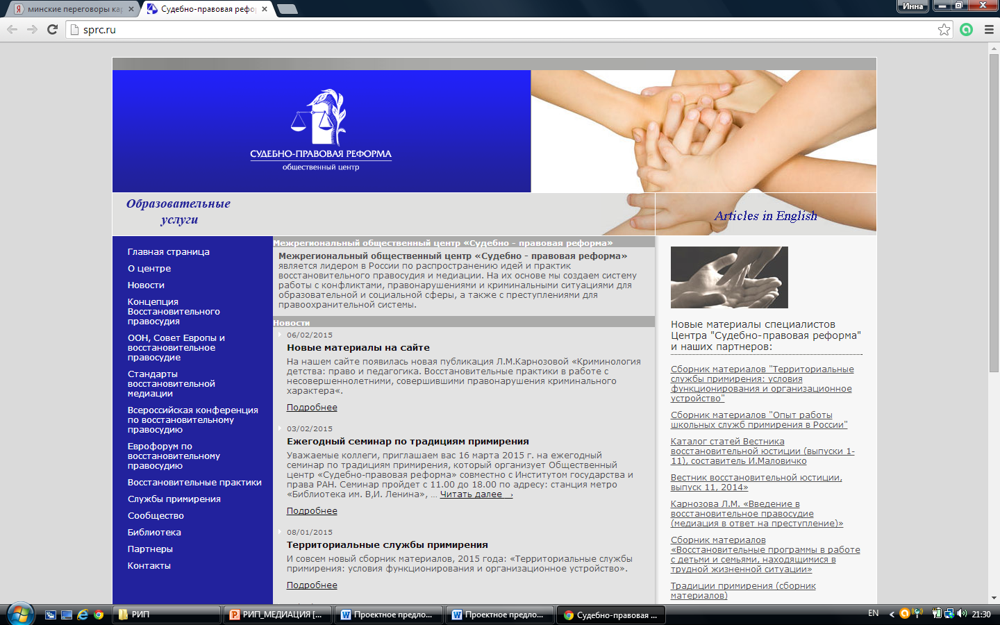 минские переговоры кар
Судебно-правовая рефо
Инна
sprc.ru
СУДЕБНО-ПРАВОВАЯ РЕФОРМА
общественный центр
Образовательные
услуги
Articles in English
Главная страница
О центре
Новости
Концепция
Восстановительного
правосудия
ООН, Совет Европы и
восстановительное
правосудие
Стандарты
восстановительной
медиации
Всероссийская конференция
по восстановительному
правосудию
Еврофорум по
восстановительному
правосудию
Восстановительные практики
Службы примирения
Сообщество
Библиотека
Партнеры
Контакты
Межрегиональный общественный центр «Судебно - правовая реформа»
Межрегиональный общественный центр «Судебно - правовая реформа»
является лидером в России по распространению идей и практик
восстановительного правосудия и медиации. На их основе мы создаем систему
работы с конфликтами, правонарушениями и криминальными ситуациями для
образовательной и социальной сферы, а также с преступлениями для
правоохранительной системы.
Новости
06/02/2015
Новые материалы на сайте
На нашем сайте появилась новая публикация Л.М.Карнозовой «Криминология
детства: право и педагогика. Восстановительные практики в работе с
несовершеннолетними, совершившими правонарушения криминального
характера«.
Подробнее
03/02/2015
Ежегодный семинар по традициям примирения
Уважаемые коллеги, приглашаем вас 16 марта 2015 г. на ежегодный
семинар по традициям примирения, который организует Общественный
центр «Судебно-правовая реформа» совместно с Институтом государства и
права РАН. Семинар пройдет с 11.00 до 18.00 по адресу: станция метро
«Библиотека им. В,И. Ленина», ... Читать далее ›
Подробнее
08/01/2015
Территориальные службы примирения
И совсем новый сборник материалов, 2015 года: «Территориальные службы
примирения: условия функционирования и организационное устройство».
Подробнее
Новые материалы специалистов
Центра "Судебно-правовая реформа"
и наших партнеров:
Сборник материалов "Территориальные
службы примирения: условия
функционирования и организационное
устройство"
Сборник материалов "Опыт работы
школьных служб примирения в России"
Каталог статей Вестника
восстановительной юстиции (выпуски 1-
11), составитель И.Маловичко
Вестник восстановительной юстиции,
выпуск 11, 2014»
Карнозова Л.М. «Введение в
восстановительное правосудие
(медиация в ответ на преступление)»
Сборник материалов
«Восстановительные программы в работе
с детьми и семьями, находящимися в
трудной жизненной ситуации»
Традиции примирения (сборник
материалов)
РИП
РИП_МЕДИАЦИЯ [...
Проектное предло...
Проектное предло...
Судебно-правовая ...
EN
21:30